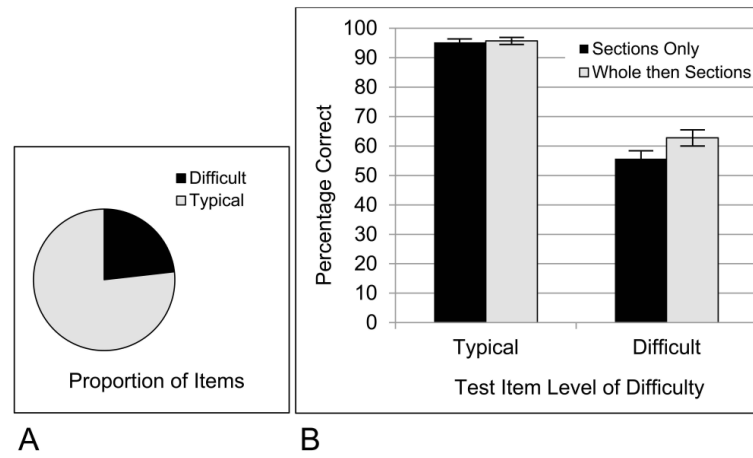 Difficult
Typical
Proportion of Items
A
100
90
80
70
60
50
40
30
20
10
0
Percentage Correct
Sections Only
Whole then Sections
Typical
Difficult
Test Item Level of Difficulty
B